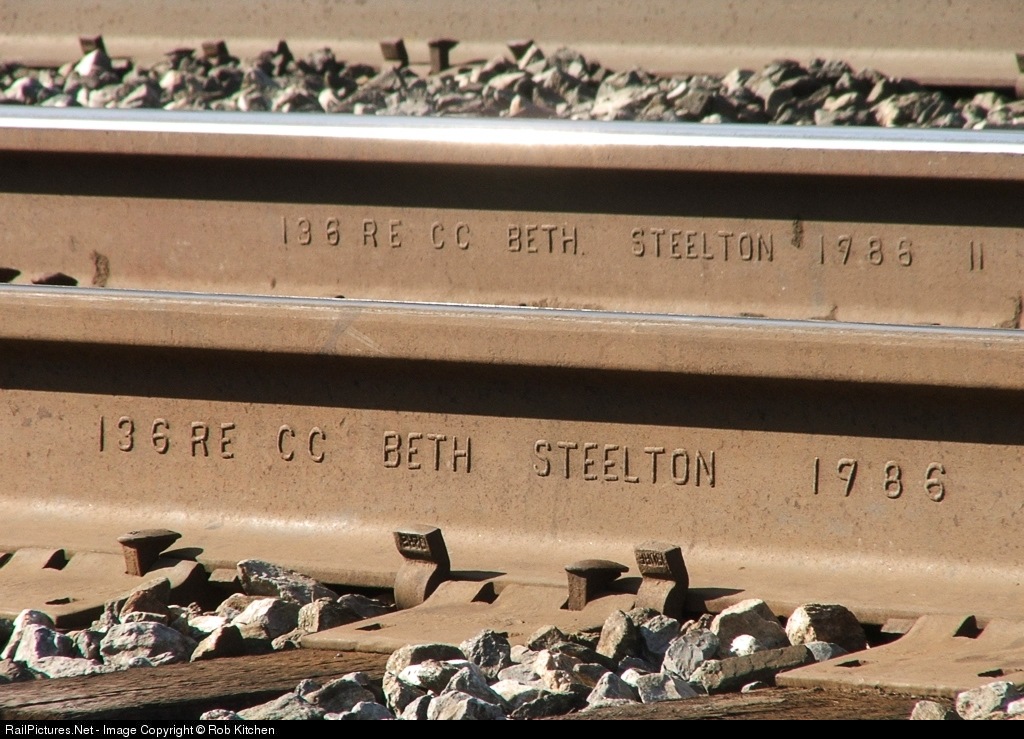 136 RE CC BETH. STEELTON 1986 II
136 RE CC BETH STEELTON 1986
RailPictures.Net - Image Copyright © Rob Kitchen